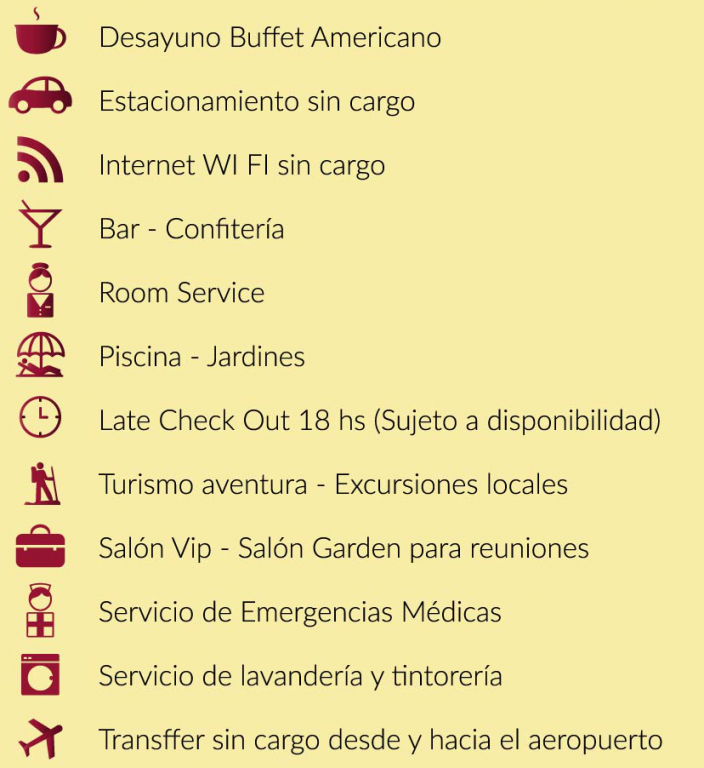 Desayuno Buffet Americano
Estacionamiento sin cargo
Internet WI FI sin cargo
Bar - Confitería
Room Service
Piscina - Jardines
Late Check Out 18 hs (Sujeto a disponibilidad)
Turismo aventura - Excursiones locales
Salón Vip - Salón Garden para reuniones
Servicio de Emergencias Médicas
Servicio de lavandería y tintorería
Transffer sin cargo desde y hacia el aeropuerto